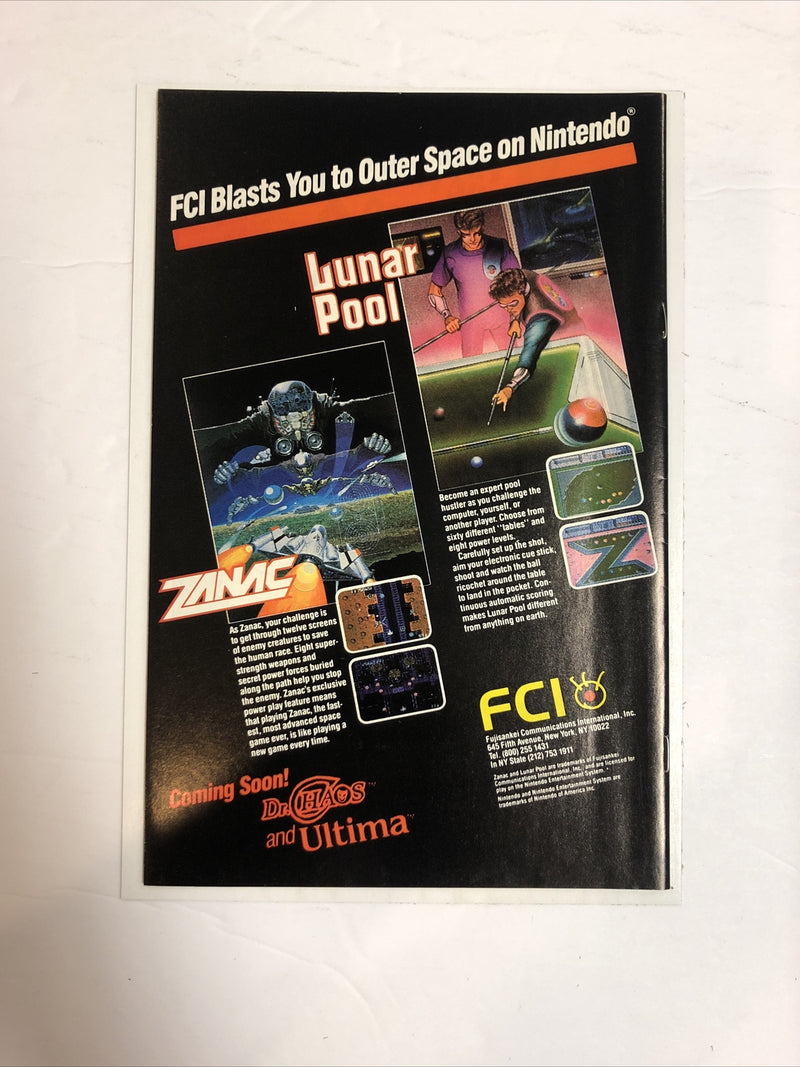 FCI Blasts You to Outer Space on Nintendo®
Lunar
Pool
Become an expert pool
hustler as you challenge the
computer, yourself, or
another player. Choose from
sixty different "tables" and
eight power levels.
Carefully set up the shot,
aim your electronic cue stick,
shoot and watch the ball
ricochet around the table
to land in the pocket. Con-
tinuous automatic scoring
makes Lunar Pool different
from anything on earth.
ZANAC
As Zanac, your challenge is
to get through twelve screens
of enemy creatures to save
the human race. Eight super-
strength weapons and
secret power forces buried
along the path help you stop
the enemy. Zanac's exclusive
power play feature means
that playing Zanac, the fast-
est, most advanced space
game ever, is like playing a
new game every time.
FCI
Fujisankei Communications International, Inc.
645 Fifth Avenue, New York, NY 10022
Tel. (800) 255 1431
In NY State (212) 753 1911
Zanac and Lunar Pool are trademarks of Fujisankei
Communications International, Inc. and are licensed for
play on the Nintendo Entertainment System.
Nintendo and Nintendo Entertainment System are
trademarks of Nintendo of America Inc.
Coming Soon!
Dr. CHAOS™
and Ultima™